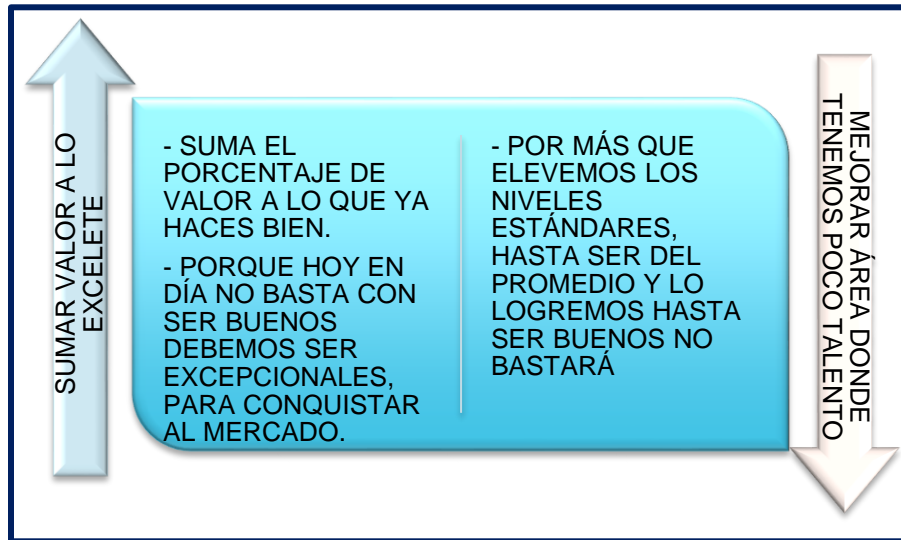 SUMAR VALOR A LO
EXCELETE
- SUMA EL
PORCENTAJE DE
VALOR A LO QUE YA
HACES BIEN.
- PORQUE HOY EN
DÍA NO BASTA CON
SER BUENOS
DEBEMOS SER
EXCEPCIONALES,
PARA CONQUISTAR
AL MERCADO.
- POR MÁS QUE
ELEVEMOS LOS
NIVELES
ESTÁNDARES,
HASTA SER DEL
PROMEDIO Y LO
LOGREMOS HASTA
SER BUENOS NO
BASTARÁ
MEJORAR ÁREA DONDE
TENEMOS POCO TALENTO